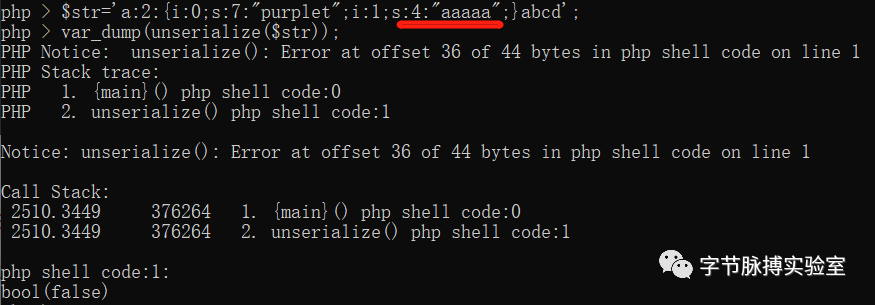 php > $str='a:2:{i:0;s:7:"purplet";i:1;s:4:"aaaaa";}abcd';
php > var_dump(unserialize($str));
PHP Notice:  unserialize(): Error at offset 36 of 44 bytes in php shell code on line 1
PHP Stack trace:
PHP   1. {main}() php shell code:0
PHP   2. unserialize() php shell code:1
Notice: unserialize(): Error at offset 36 of 44 bytes in php shell code on line 1
Call Stack:
 2510.3449     376264   1. {main}() php shell code:0
 2510.3449     376264   2. unserialize() php shell code:1
php shell code:1:
bool(false)
字节脉搏实验室